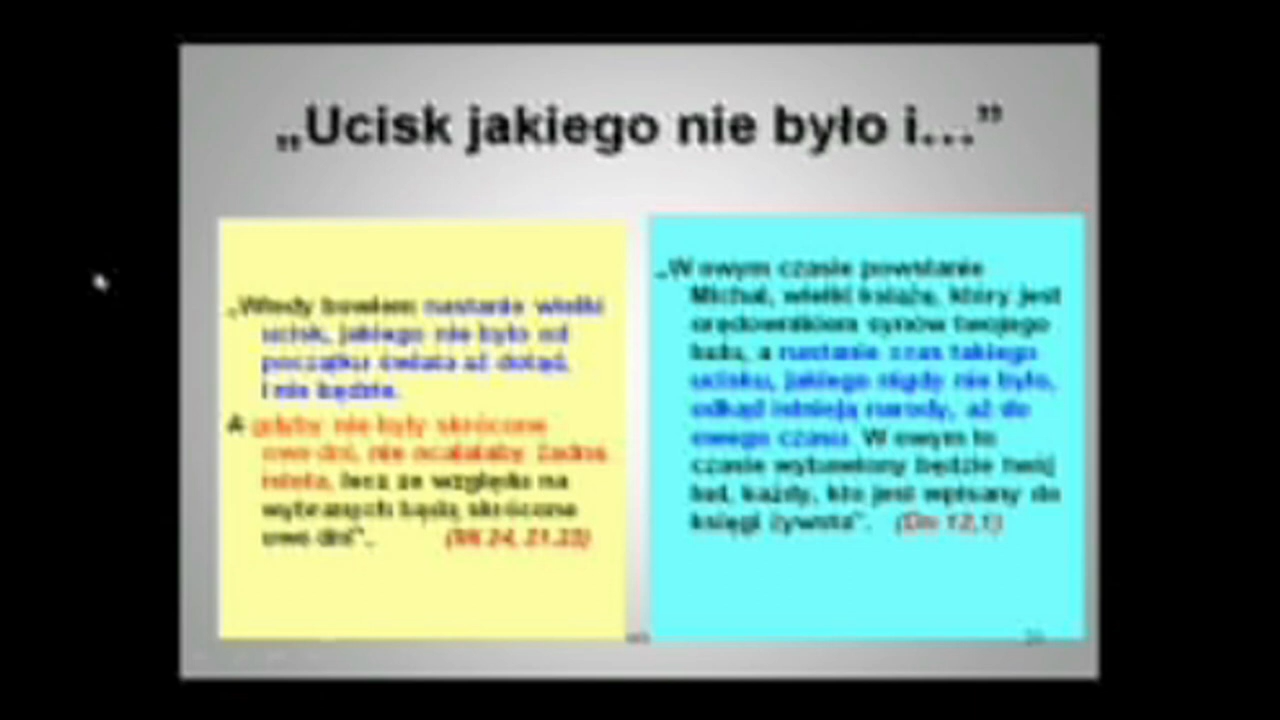 „Ucisk jakiego nie było i...”
„Wtedy bowiem nastanie wielki
ucisk, jakiego nie było od
początku świata aż dotąd,
i nie będzie.
A gdyby nie były skrócone
owe dni, nie ocalałaby żadna
istota, lecz ze względu na
wybranych będą skrócone
owe dni”. (Mt 24, 21.22)
„W owym czasie powstanie
Michał, wielki książę, który jest
orędownikiem synów twojego
ludu, a nastanie czas takiego
ucisku, jakiego nigdy nie było,
odkąd istnieją narody, aż do
owego czasu. W owym to
czasie wybawiony będzie twój
lud, każdy, kto jest wpisany do
księgi żywota”. (Dn 12,1)